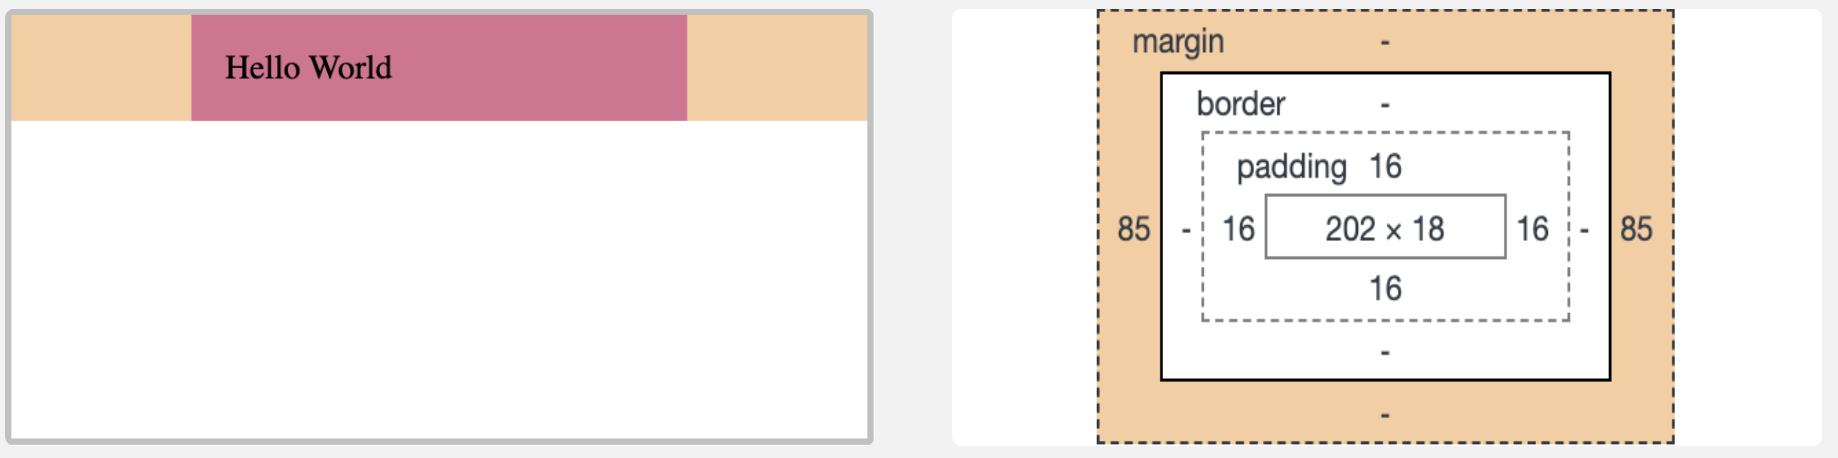 Hello World
margin -
border -
padding 16
85 - 16 202 × 18 16 - 85
16
-
-